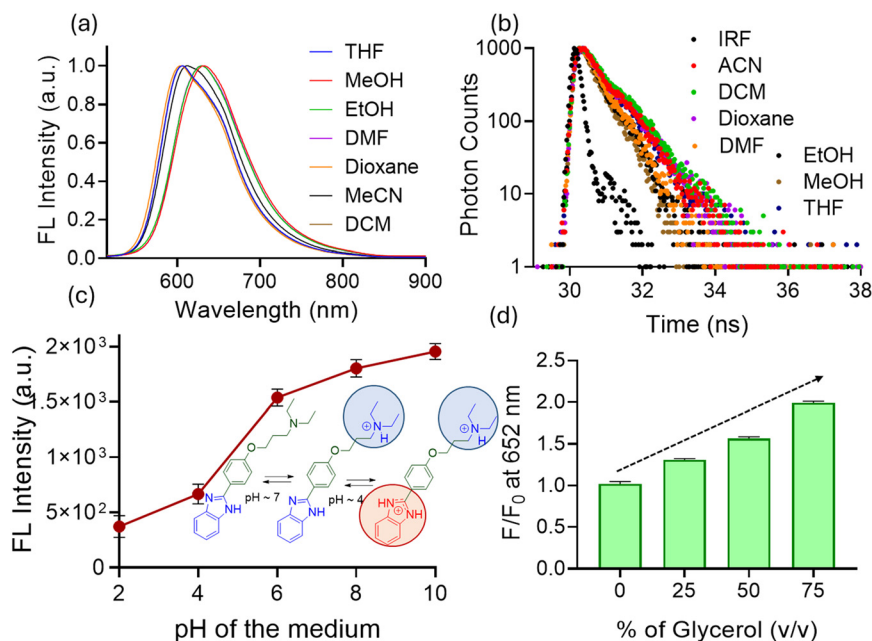 (a)
FL Intensity (a.u.)
1.0
0.8
0.6
0.4
0.2
0.0
600
700
800
900
Wavelength (nm)
THF
MeOH
EtOH
DMF
Dioxane
MeCN
DCM
(b)
Photon Counts
1000
100
10
1
30
32
34
36
38
Time (ns)
IRF
ACN
DCM
Dioxane
DMF
EtOH
MeOH
THF
(c)
FL Intensity (a.u.)
2×10³
1.5×10³
1×10³
5×10²
0
2
4
6
8
10
pH of the medium
N
O
N
NH
pH ~ 7
⊕N
H
O
N
NH
pH ~ 4
⊕N
H
O
HN
⊕
NH
(d)
F/F₀ at 652 nm
2.5
2.0
1.5
1.0
0.5
0.0
0
25
50
75
% of Glycerol (v/v)